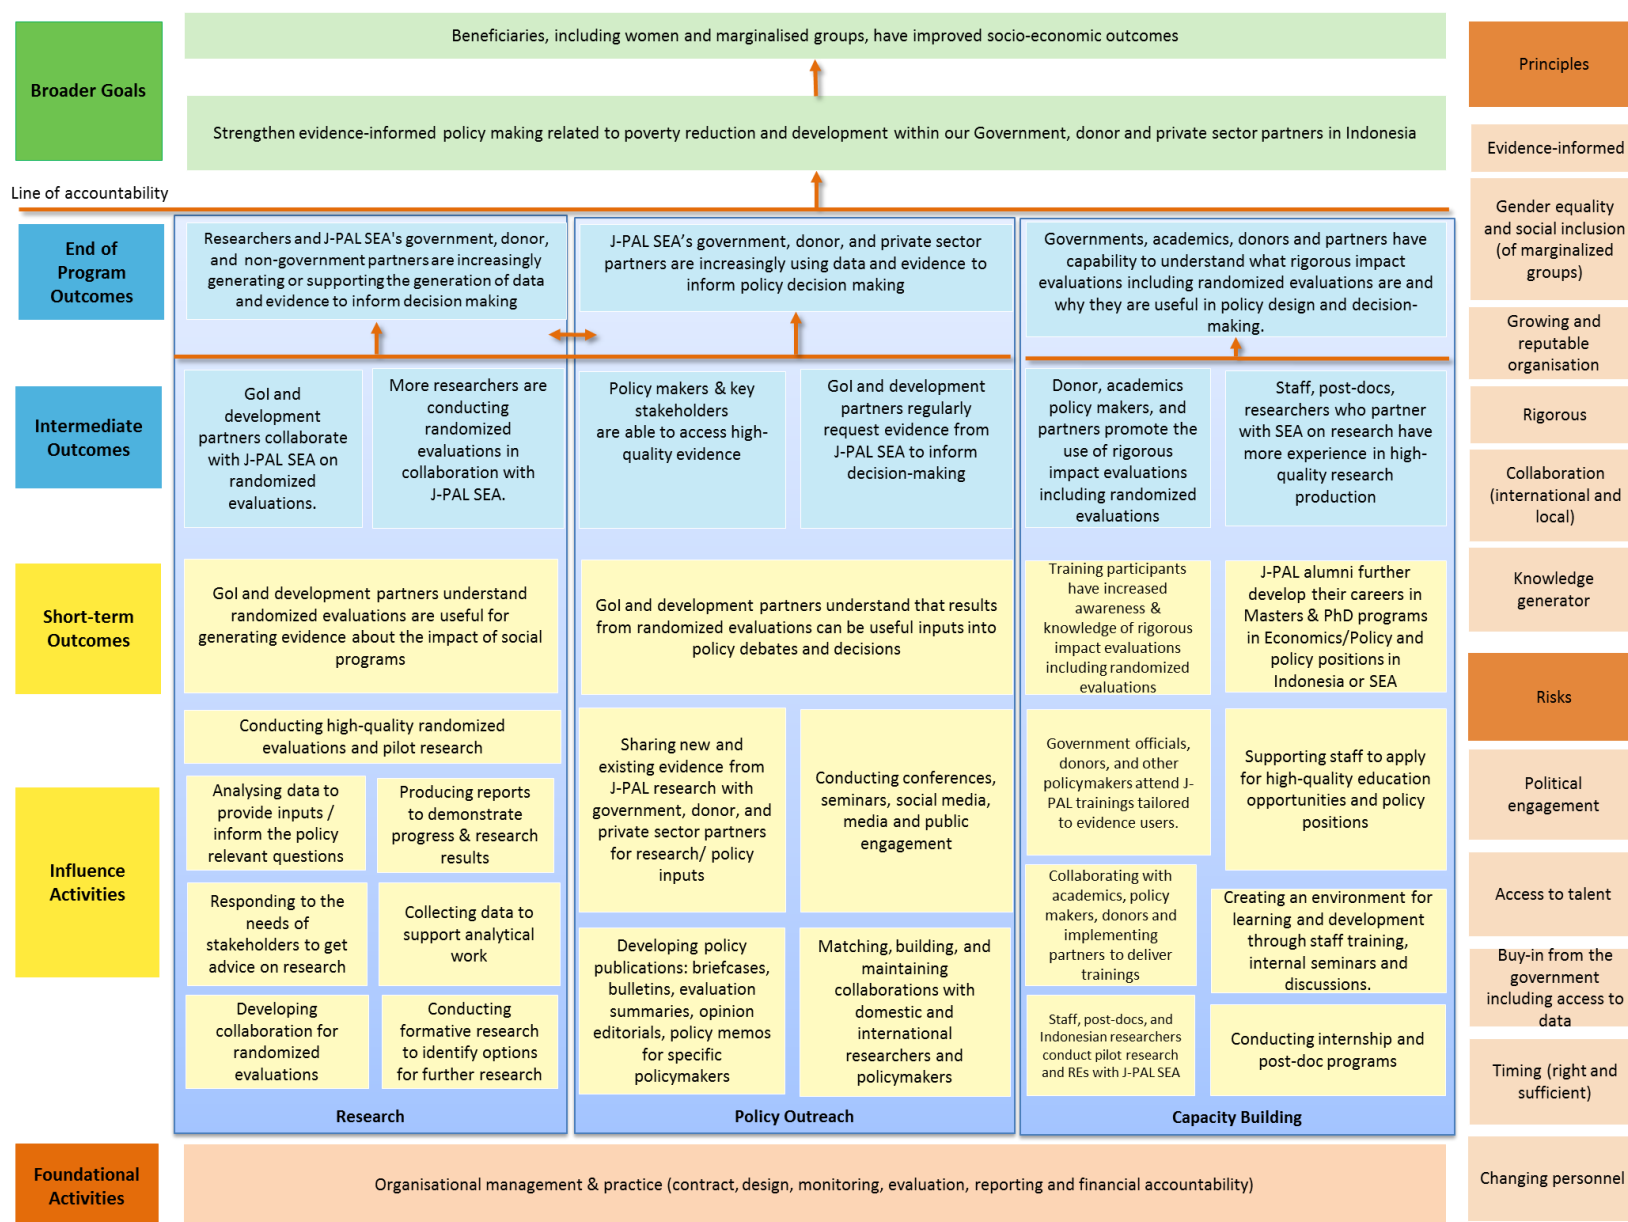 Broader Goals
Beneficiaries, including women and marginalised groups, have improved socio-economic outcomes
Strengthen evidence-informed policy making related to poverty reduction and development within our Government, donor and private sector partners in Indonesia
Line of accountability
End of
Program
Outcomes
Researchers and J-PAL SEA's government, donor,
and non-government partners are increasingly
generating or supporting the generation of data
and evidence to inform decision making
J-PAL SEA’s government, donor, and private sector
partners are increasingly using data and evidence to
inform policy decision making
Governments, academics, donors and partners have
capability to understand what rigorous impact
evaluations including randomized evaluations are and
why they are useful in policy design and decision-
making.
Intermediate
Outcomes
GoI and
development
partners collaborate
with J-PAL SEA on
randomized
evaluations.
More researchers are
conducting
randomized
evaluations in
collaboration with
J-PAL SEA.
Policy makers & key
stakeholders
are able to access high-
quality evidence
GoI and development
partners regularly
request evidence from
J-PAL SEA to inform
decision-making
Donor, academics
policy makers, and
partners promote the
use of rigorous
impact evaluations
including randomized
evaluations
Staff, post-docs,
researchers who partner
with SEA on research have
more experience in high-
quality research
production
Short-term
Outcomes
GoI and development partners understand
randomized evaluations are useful for
generating evidence about the impact of social
programs
GoI and development partners understand that results
from randomized evaluations can be useful inputs into
policy debates and decisions
Training participants
have increased
awareness &
knowledge of rigorous
impact evaluations
including randomized
evaluations
J-PAL alumni further
develop their careers in
Masters & PhD programs
in Economics/Policy and
policy positions in
Indonesia or SEA
Influence
Activities
Conducting high-quality randomized
evaluations and pilot research
Analysing data to
provide inputs /
inform the policy
relevant questions
Producing reports
to demonstrate
progress & research
results
Responding to the
needs of
stakeholders to get
advice on research
Collecting data to
support analytical
work
Developing
collaboration for
randomized
evaluations
Conducting
formative research
to identify options
for further research
Research
Sharing new and
existing evidence from
J-PAL research with
government, donor, and
private sector partners
for research/ policy
inputs
Conducting conferences,
seminars, social media,
media and public
engagement
Developing policy
publications: briefcases,
bulletins, evaluation
summaries, opinion
editorials, policy memos
for specific
policymakers
Matching, building, and
maintaining
collaborations with
domestic and
international
researchers and
policymakers
Policy Outreach
Government officials,
donors, and other
policymakers attend J-
PAL trainings tailored
to evidence users.
Supporting staff to apply
for high-quality education
opportunities and policy
positions
Collaborating with
academics, policy
makers, donors and
implementing
partners to deliver
trainings
Creating an environment for
learning and development
through staff training,
internal seminars and
discussions.
Staff, post-docs, and
Indonesian researchers
conduct pilot research
and REs with J-PAL SEA
Conducting internship and
post-doc programs
Capacity Building
Foundational
Activities
Organisational management & practice (contract, design, monitoring, evaluation, reporting and financial accountability)
Principles
Evidence-informed
Gender equality
and social inclusion
(of marginalized
groups)
Growing and
reputable
organisation
Rigorous
Collaboration
(international and
local)
Knowledge
generator
Risks
Political
engagement
Access to talent
Buy-in from the
government
including access to
data
Timing (right and
sufficient)
Changing personnel